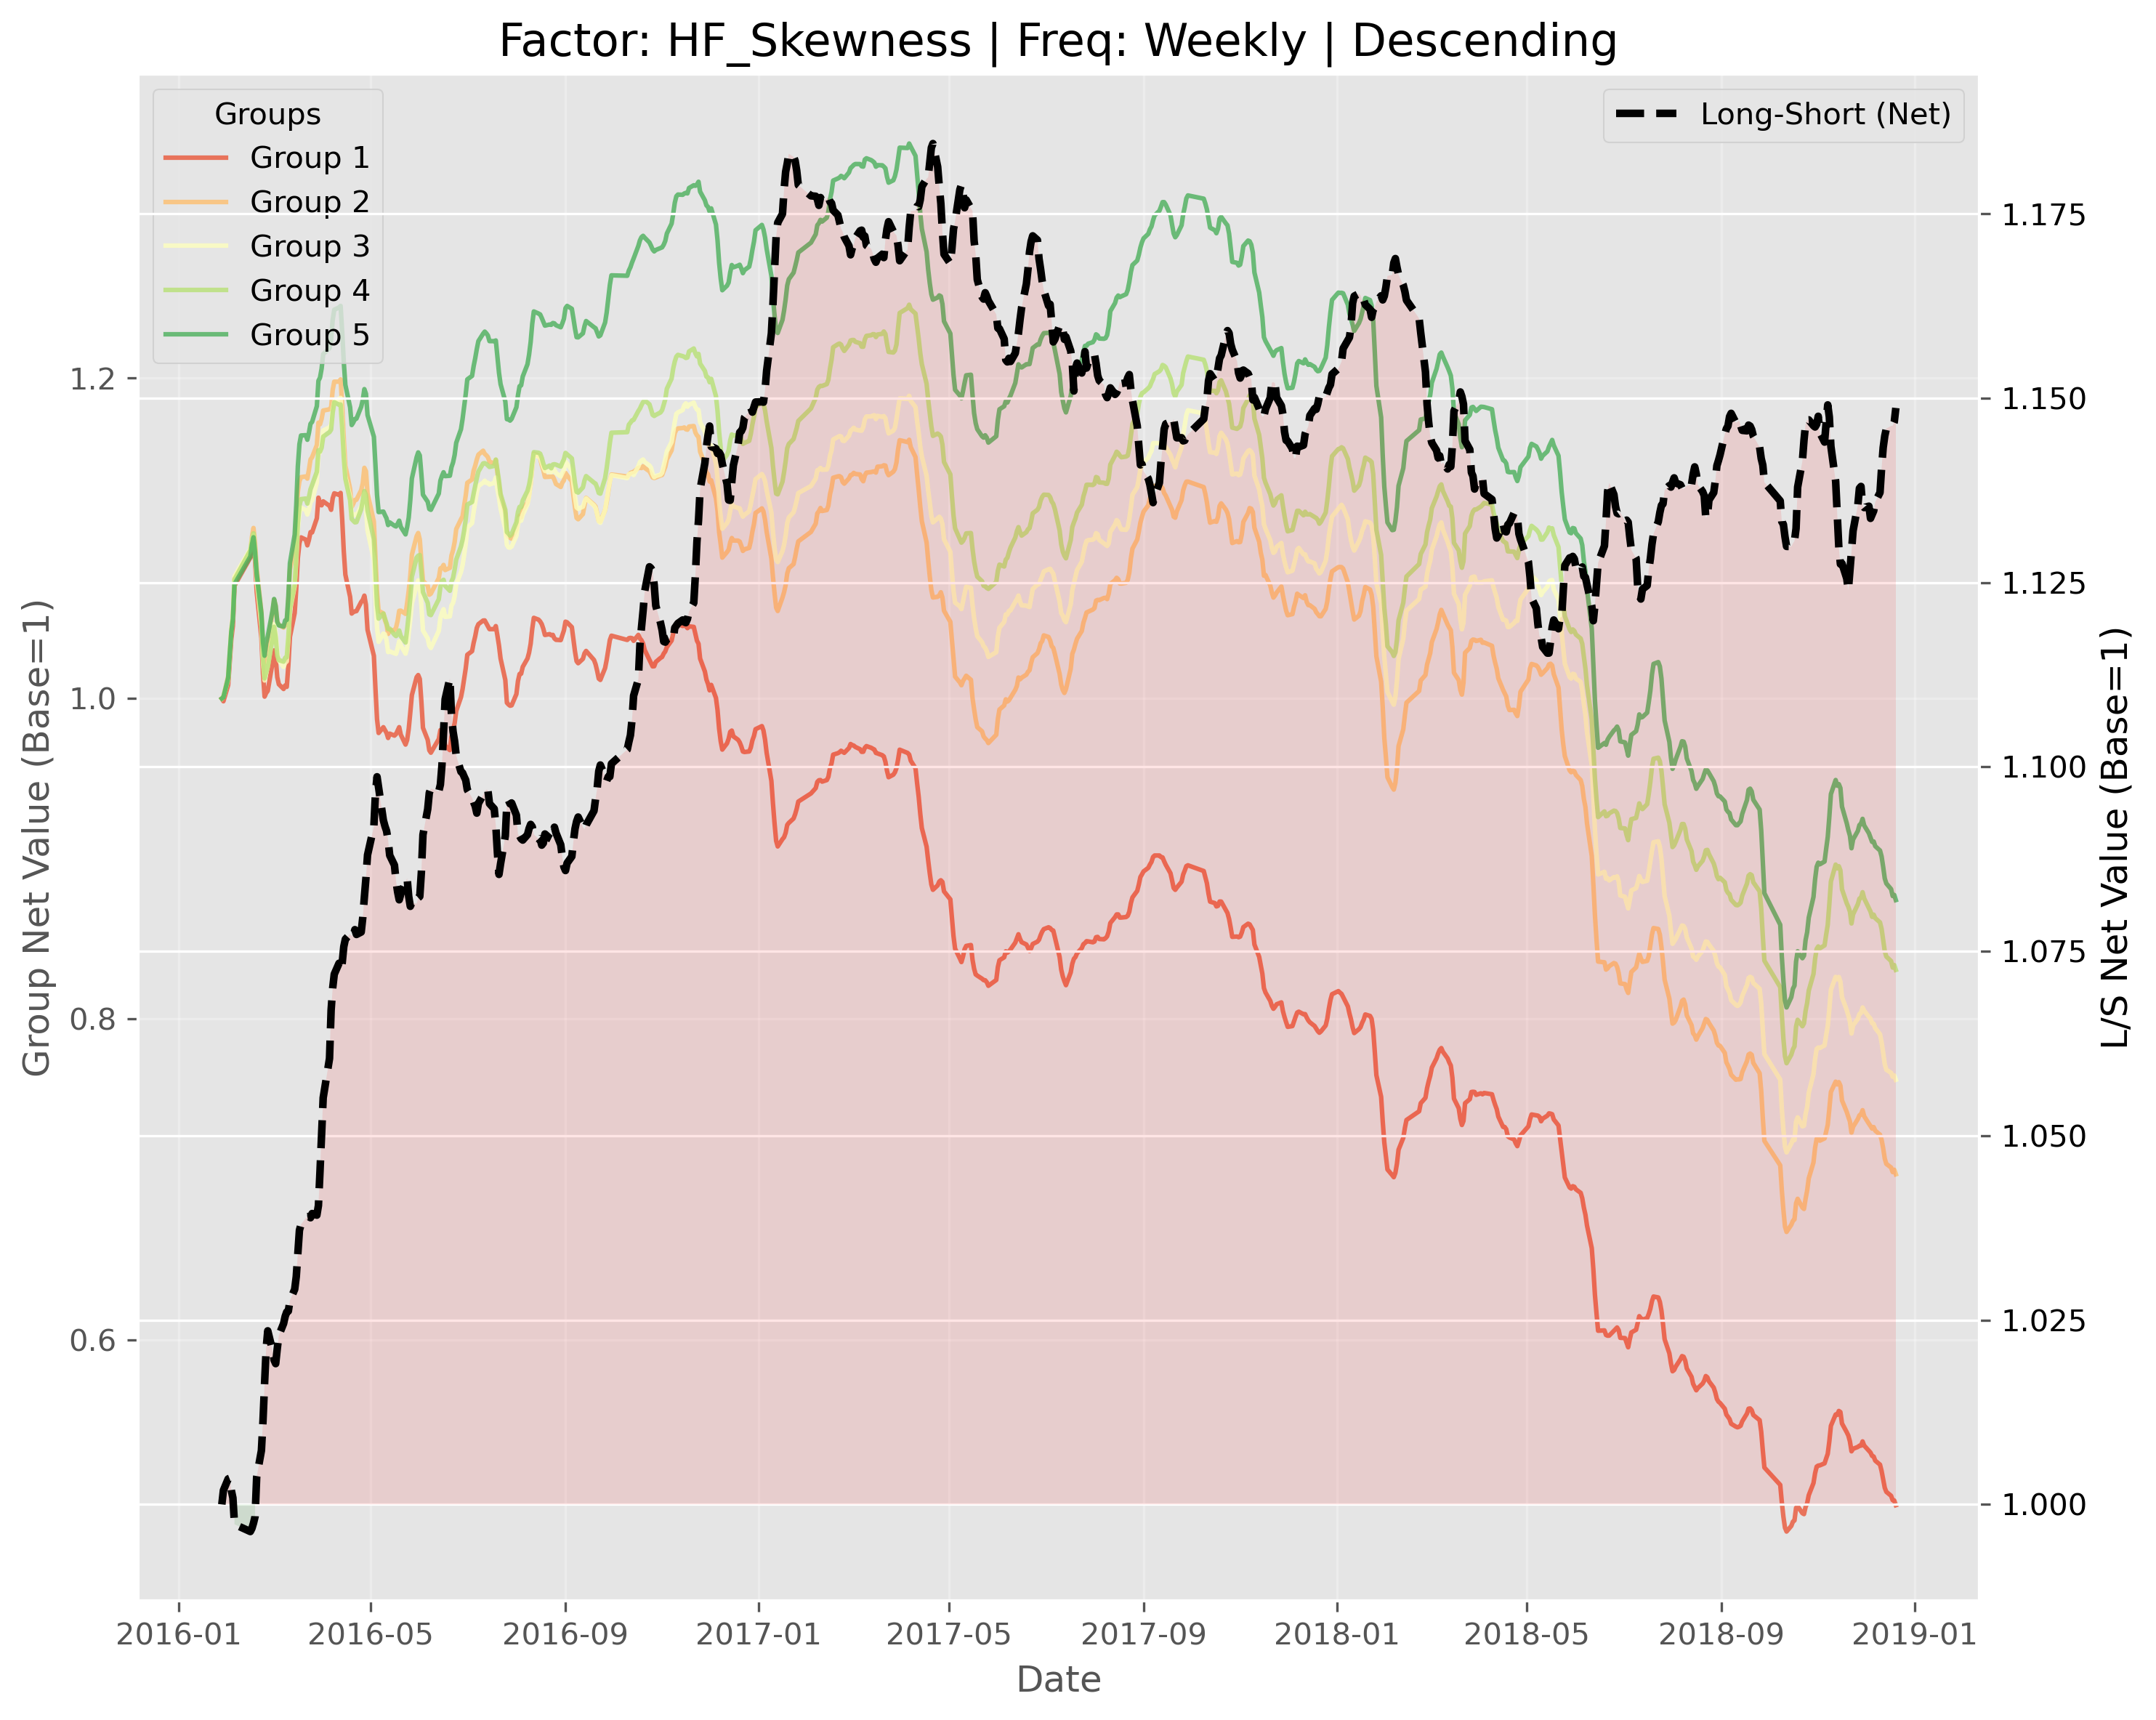 Factor: HF_Skewness | Freq: Weekly | Descending
Groups
Group 1
Group 2
Group 3
Group 4
Group 5
Long-Short (Net)
Group Net Value (Base=1)
1.2
1.0
0.8
0.6
1.175
1.150
1.125
1.100
1.075
1.050
1.025
1.000
L/S Net Value (Base=1)
2016-01 2016-05 2016-09 2017-01 2017-05 2017-09 2018-01 2018-05 2018-09 2019-01
Date